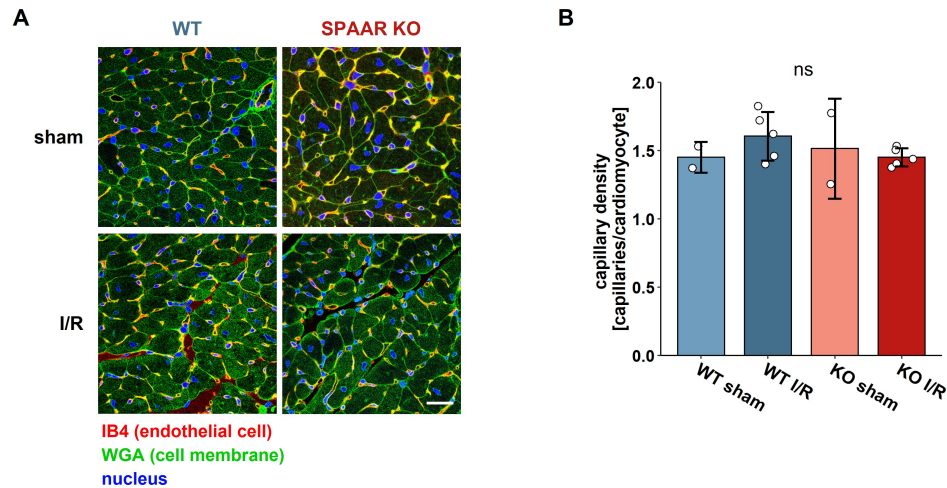 A
WT
SPAAR KO
sham
I/R
IB4 (endothelial cell)
WGA (cell membrane)
nucleus
B
ns
capillary density
[capillaries/cardiomyocyte]
2.0
1.5
1.0
0.5
0.0
WT sham
WT I/R
KO sham
KO I/R